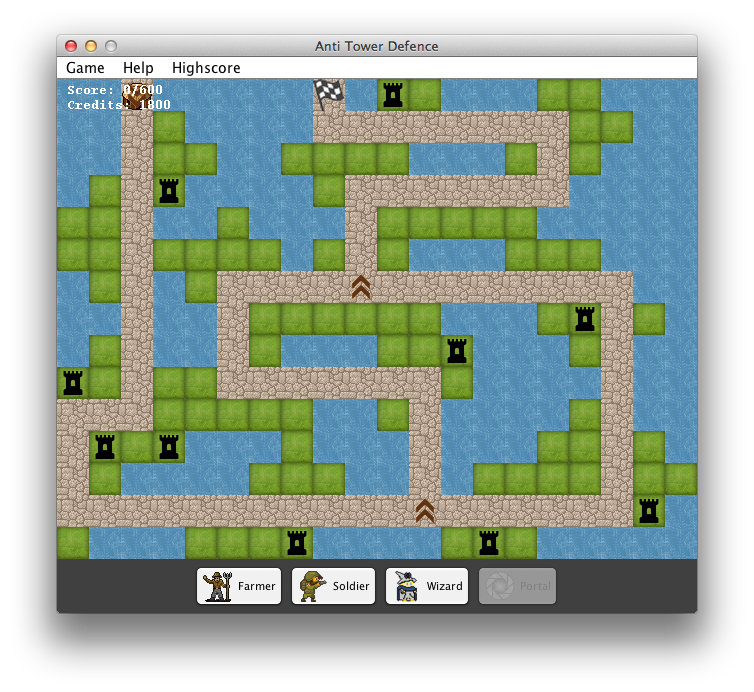 Anti Tower Defence
Game Help Highscore
Score: 07600
Credits: 1800
Farmer Soldier Wizard Portal